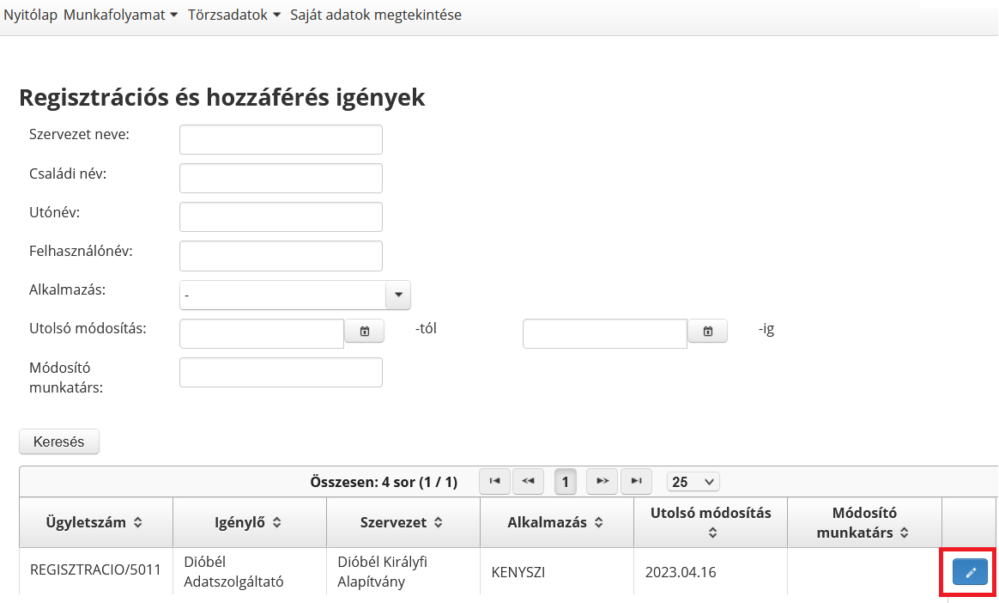 Nyitólap Munkafolyamat Törzsadatok Saját adatok megtekintése
Regisztrációs és hozzáférés igények
Szervezet neve:
Családi név:
Utónév:
Felhasználónév:
Alkalmazás: -
Utolsó módosítás: -tól -ig
Módosító
munkatárs:
Keresés
Összesen: 4 sor (1 / 1) 1 25
Ügyletszám Igénylő Szervezet Alkalmazás Utolsó módosítás Módosító munkatárs
REGISZTRACIO/5011 Dióbél Adatszolgáltató Dióbél Királyfi Alapítvány KENYSZI 2023.04.16